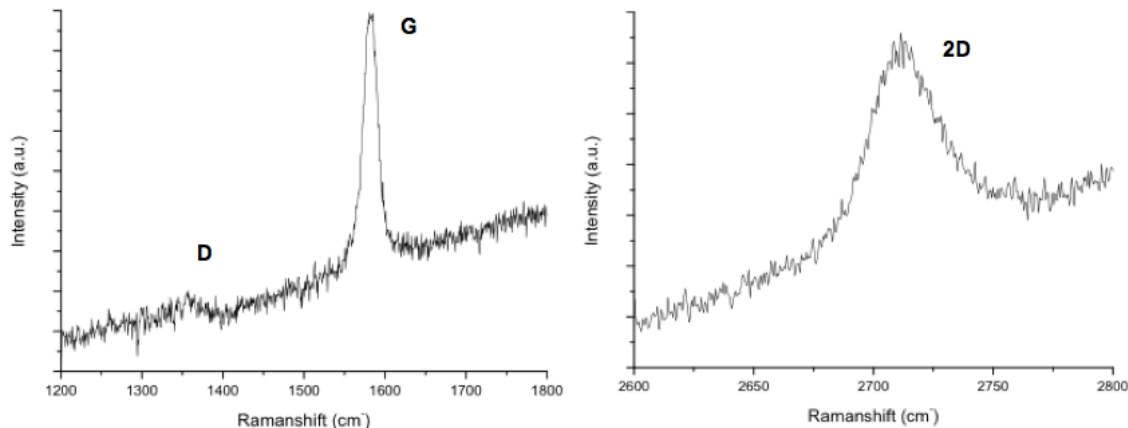 G
D
Intensity (a.u.)
1200 1300 1400 1500 1600 1700 1800
Ramanshift (cm⁻)
2D
Intensity (a.u.)
2600 2650 2700 2750 2800
Ramanshift (cm⁻)